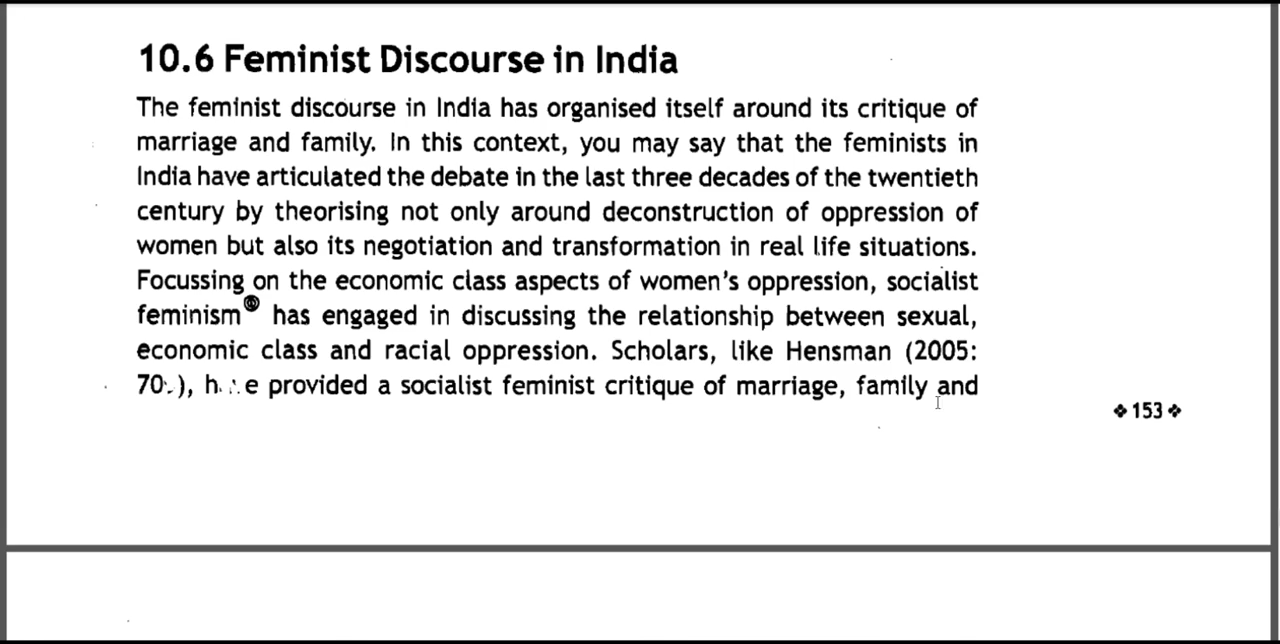 10.6 Feminist Discourse in India
The feminist discourse in India has organised itself around its critique of
marriage and family. In this context, you may say that the feminists in
India have articulated the debate in the last three decades of the twentieth
century by theorising not only around deconstruction of oppression of
women but also its negotiation and transformation in real life situations.
Focussing on the economic class aspects of women's oppression, socialist
feminism has engaged in discussing the relationship between sexual,
economic class and racial oppression. Scholars, like Hensman (2005:
provided a socialist feminist critique of marriage, family and
❖ 153 ❖